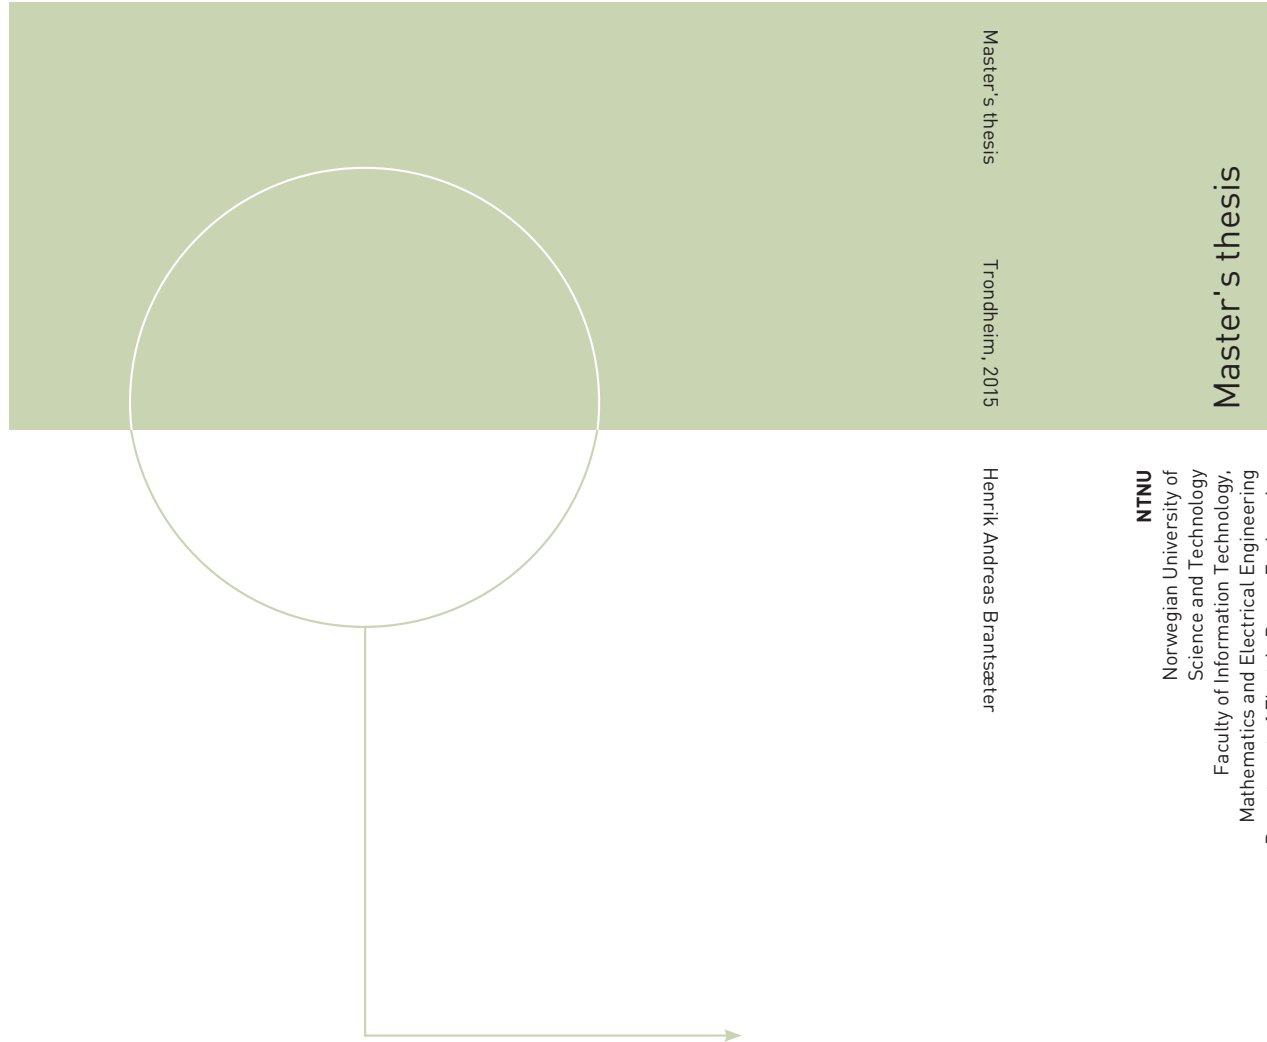 Master's thesis
Trondheim, 2015
Henrik Andreas Brantsæter
Master's thesis
NTNU
Norwegian University of
Science and Technology
Faculty of Information Technology,
Mathematics and Electrical Engineering